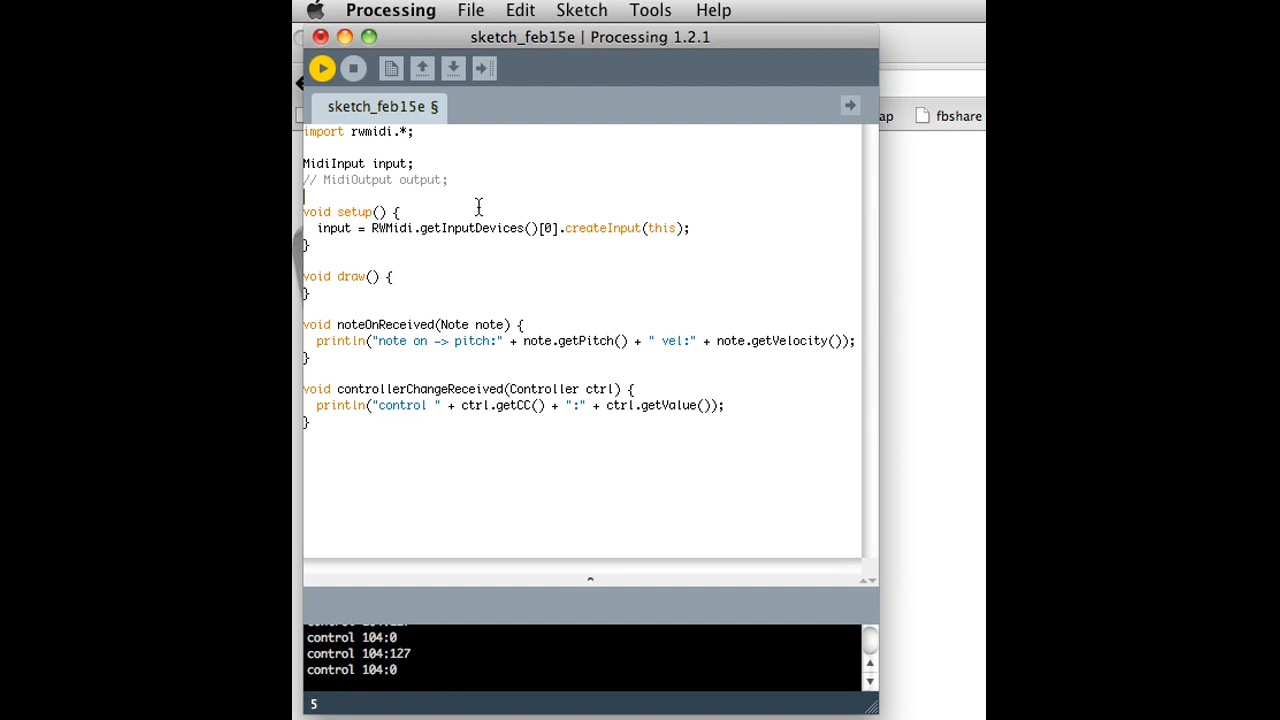 Processing File Edit Sketch Tools Help
sketch_feb15e | Processing 1.2.1
sketch_feb15e §
ap fbshare
import rwmidi.*;
MidiInput input;
// MidiOutput output;
void setup() {
input = RWMidi.getInputDevices()[0].createInput(this);
}
void draw() {
}
void noteOnReceived(Note note) {
println("note on -> pitch:" + note.getPitch() + " vel:" + note.getVelocity());
}
void controllerChangeReceived(Controller ctrl) {
println("control " + ctrl.getCC() + ":" + ctrl.getValue());
}
control 104:0
control 104:127
control 104:0
5